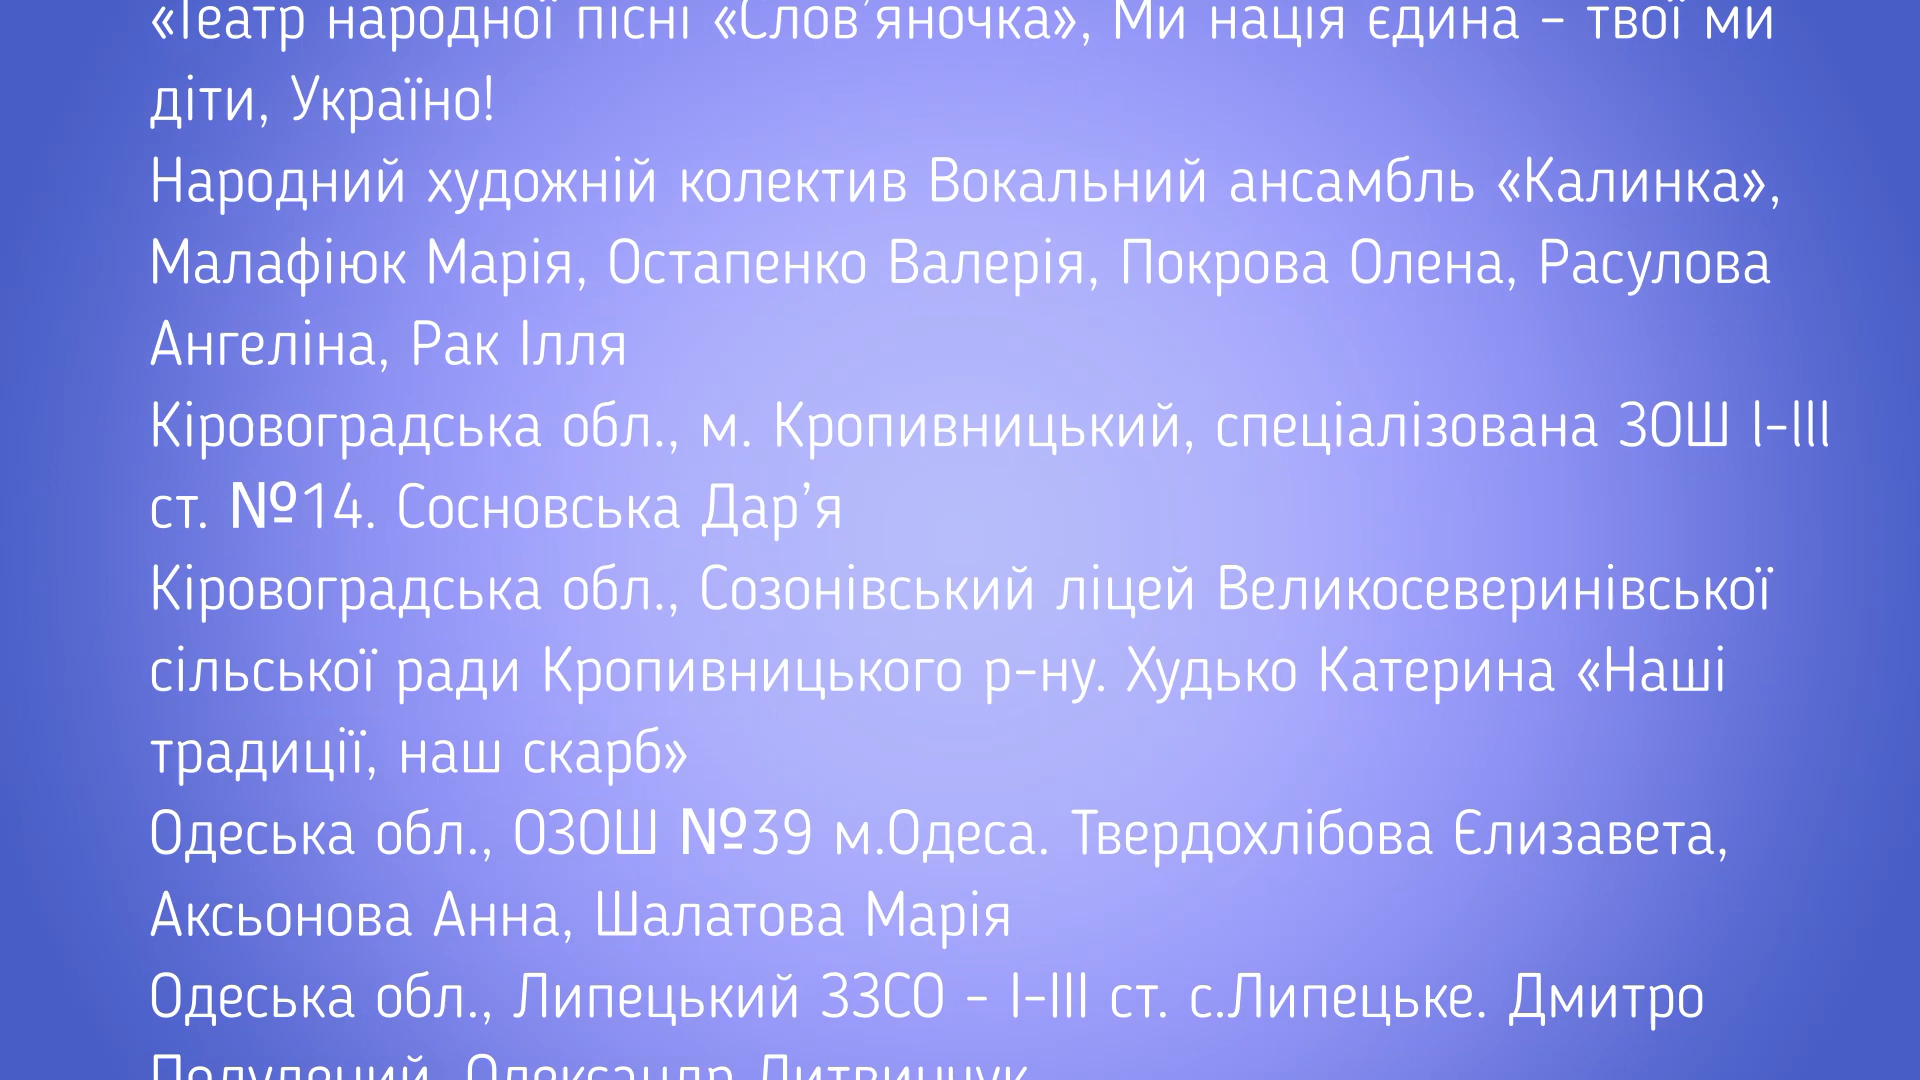 «Театр народної пісні «Слов’яночка», Ми нація єдина – твої ми
діти, Україно!
Народний художній колектив Вокальний ансамбль «Калинка»,
Малафіюк Марія, Остапенко Валерія, Покрова Олена, Расулова
Ангеліна, Рак Ілля
Кіровоградська обл., м. Кропивницький, спеціалізована ЗОШ І-ІІІ
ст. №14. Сосновська Дар’я
Кіровоградська обл., Созонівський ліцей Великосеверинівської
сільської ради Кропивницького р-ну. Худько Катерина «Наші
традиції, наш скарб»
Одеська обл., ОЗОШ №39 м.Одеса. Твердохлібова Єлизавета,
Аксьонова Анна, Шалатова Марія
Одеська обл., Липецький ЗЗСО - І-ІІІ ст. с.Липецьке. Дмитро
Олександр Литвинчук